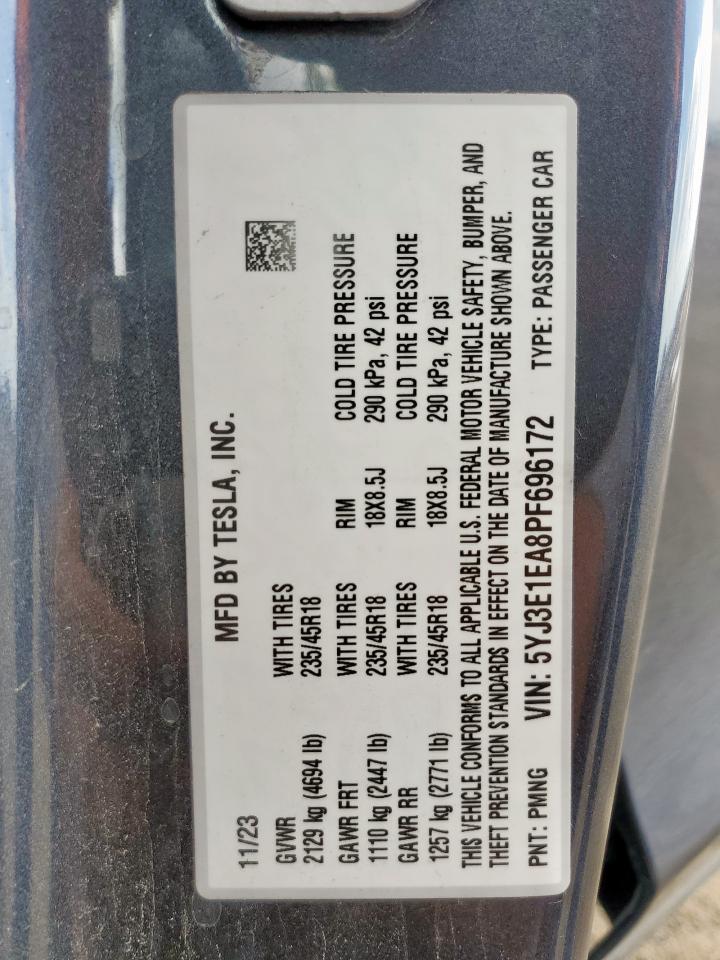 MFD BY TESLA, INC.
11/23
GVWR WITH TIRES
2129 kg (4694 lb) 235/45R18
GAWR FRT WITH TIRES RIM COLD TIRE PRESSURE
1110 kg (2447 lb) 235/45R18 18X8.5J 290 kPa, 42 psi
GAWR RR WITH TIRES RIM COLD TIRE PRESSURE
1257 kg (2771 lb) 235/45R18 18X8.5J 290 kPa, 42 psi
THIS VEHICLE CONFORMS TO ALL APPLICABLE U.S. FEDERAL MOTOR VEHICLE SAFETY, BUMPER, AND
THEFT PREVENTION STANDARDS IN EFFECT ON THE DATE OF MANUFACTURE SHOWN ABOVE.
PNT: PMNG VIN: 5YJ3E1EA8PF696172 TYPE: PASSENGER CAR